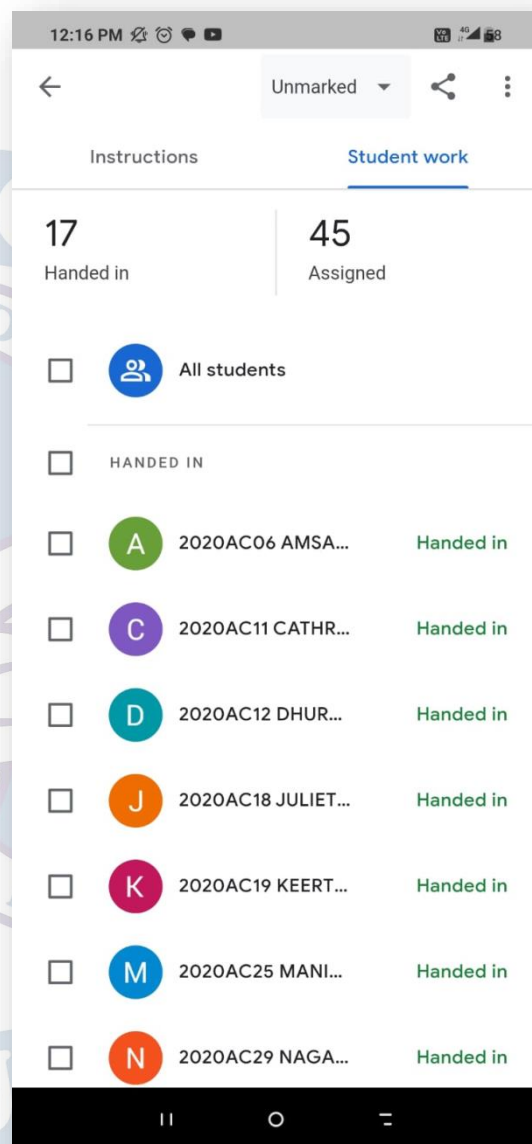 12:16 PM
Unmarked
Instructions
Student work
17
45
Handed in
Assigned
All students
HANDED IN
A 2020AC06 AMSA... Handed in
C 2020AC11 CATHR... Handed in
D 2020AC12 DHUR... Handed in
J 2020AC18 JULIET... Handed in
K 2020AC19 KEERT... Handed in
M 2020AC25 MANI... Handed in
N 2020AC29 NAGA... Handed in